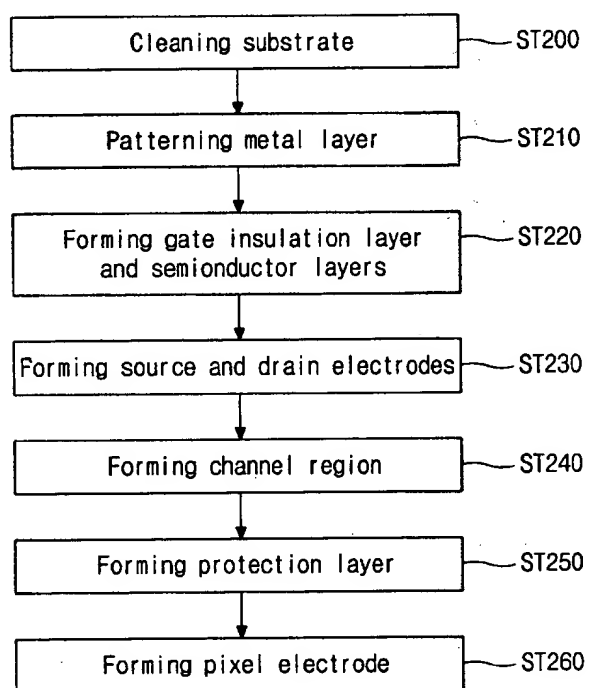 Cleaning substrate
ST200
Patterning metal layer
ST210
Forming gate insulation layer
and semionductor layers
ST220
Forming source and drain electrodes
ST230
Forming channel region
ST240
Forming protection layer
ST250
Forming pixel electrode
ST260